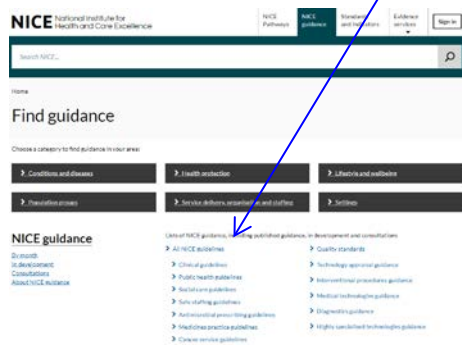 NICE National Institute for Health and Care Excellence
NICE Pathways
NICE guidance
Standards and indicators
Evidence services
Sign in
Search NICE...
Home
Find guidance
Choose a category to find guidance in your area:
Conditions and diseases
Health protection
Lifestyle and wellbeing
Population groups
Service delivery, organisation and staffing
Settings
NICE guidance
By month
In development
Consultations
About NICE guidance
Lists of NICE guidance, including published guidance, in development and consultations
All NICE guidelines
Clinical guidelines
Public health guidelines
Social care guidelines
Safe staffing guidelines
Antimicrobial prescribing guidelines
Medicines practice guidelines
Cancer service guidelines
Quality standards
Technology appraisal guidance
Interventional procedures guidance
Medical technologies guidance
Diagnostics guidance
Highly specialised technologies guidance